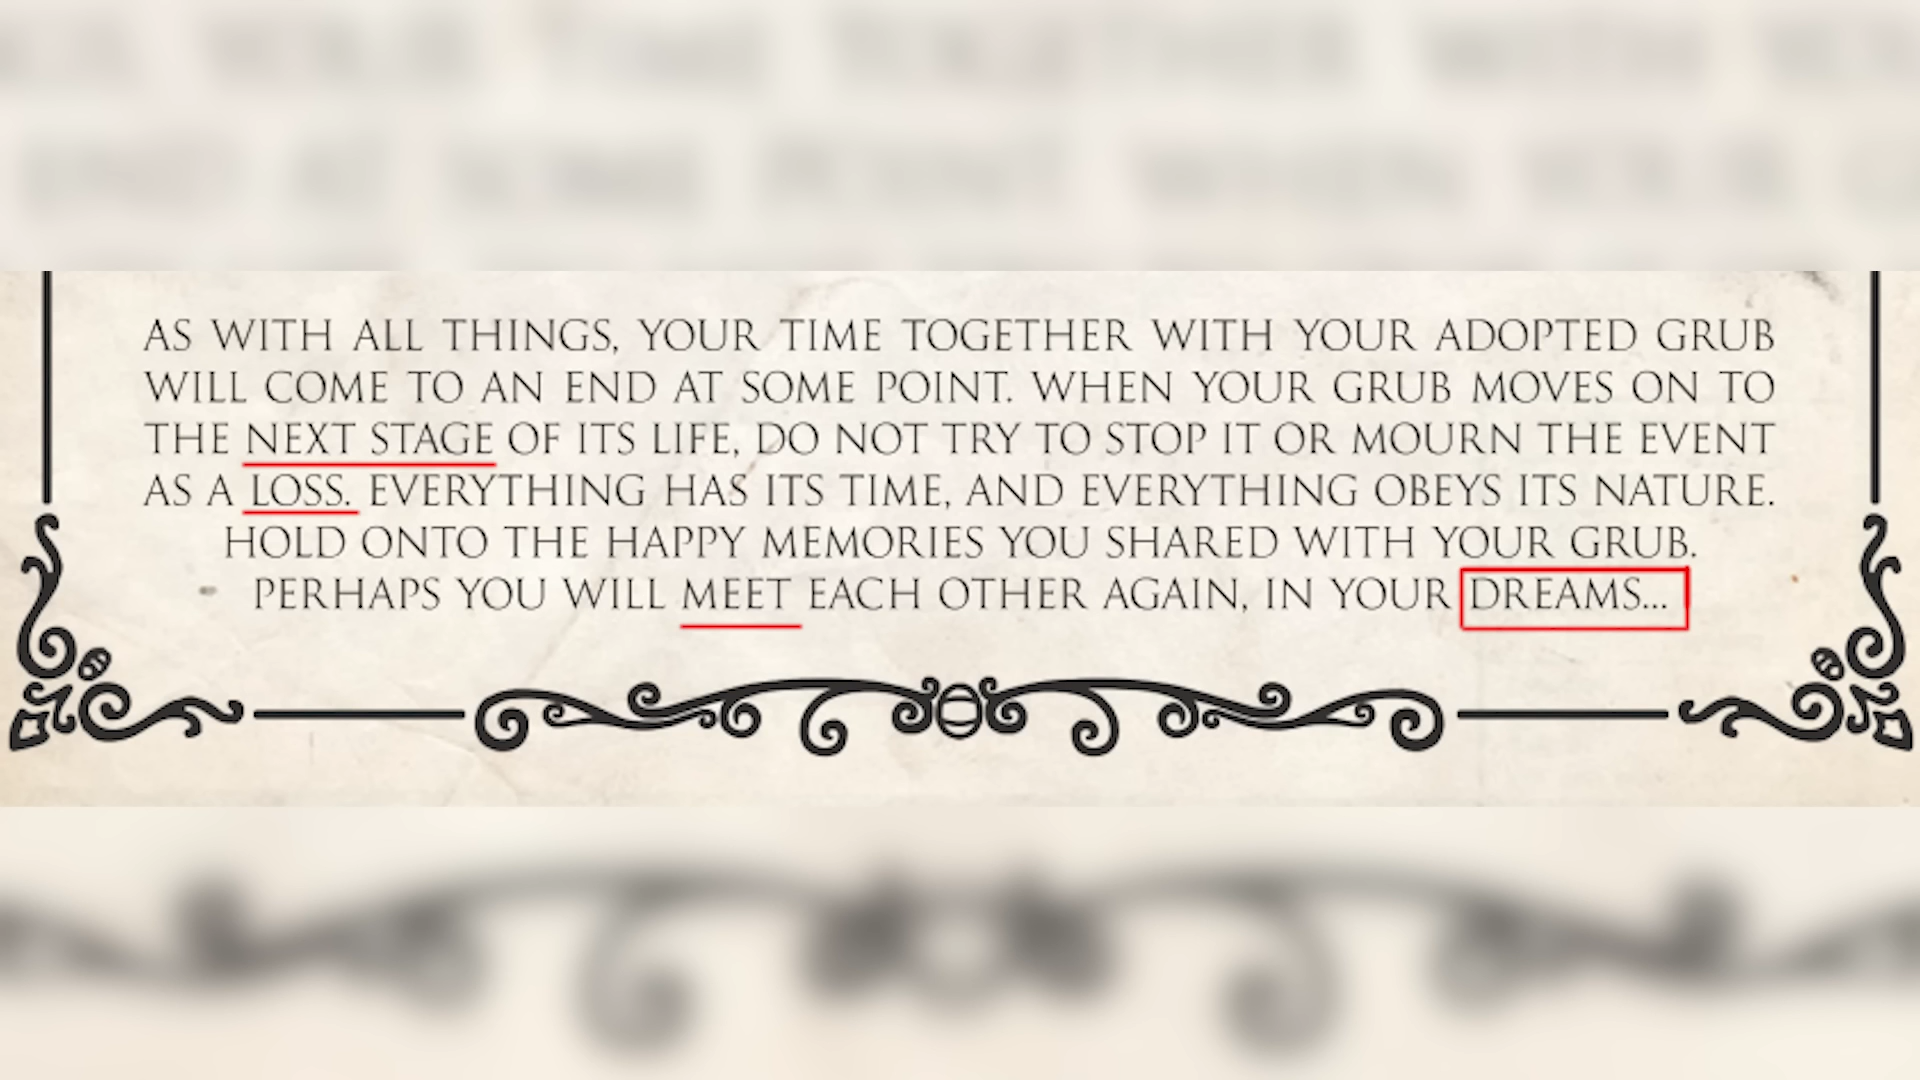 AS WITH ALL THINGS, YOUR TIME TOGETHER WITH YOUR ADOPTED GRUB
WILL COME TO AN END AT SOME POINT. WHEN YOUR GRUB MOVES ON TO
THE NEXT STAGE OF ITS LIFE, DO NOT TRY TO STOP IT OR MOURN THE EVENT
AS A LOSS. EVERYTHING HAS ITS TIME, AND EVERYTHING OBEYS ITS NATURE.
HOLD ONTO THE HAPPY MEMORIES YOU SHARED WITH YOUR GRUB.
PERHAPS YOU WILL MEET EACH OTHER AGAIN, IN YOUR DREAMS...